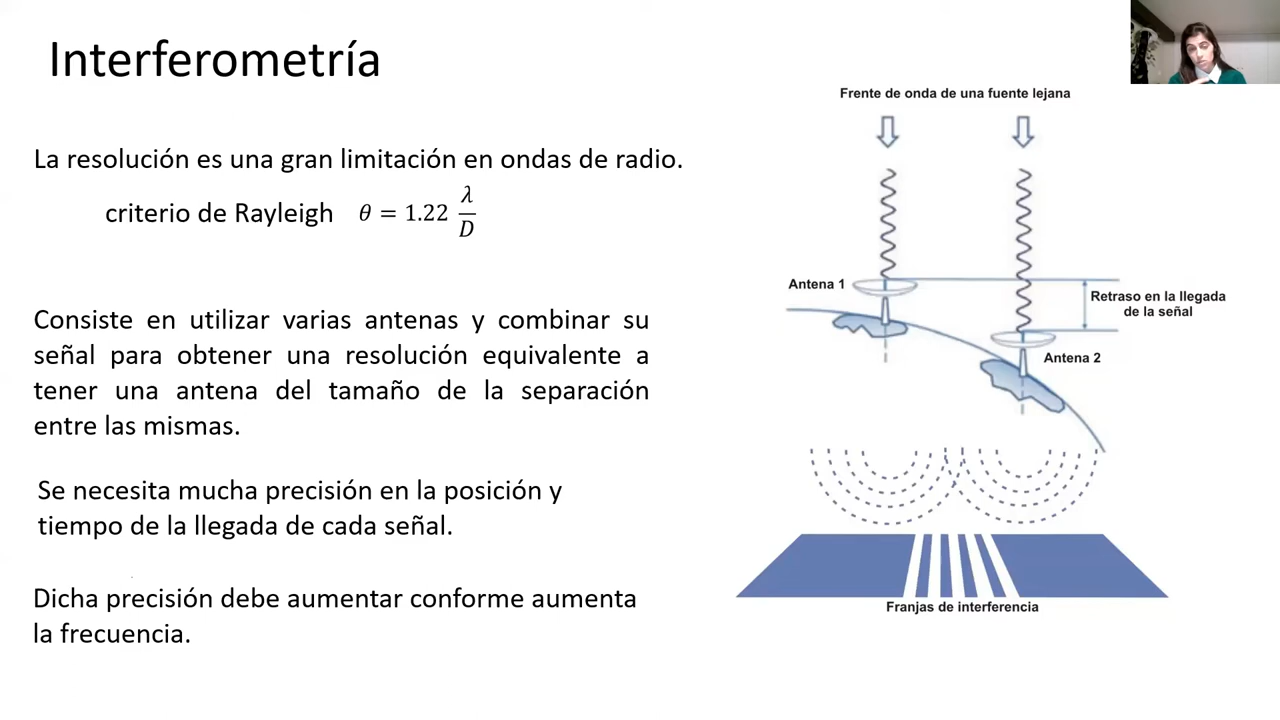 Interferometría
La resolución es una gran limitación en ondas de radio.
criterio de Rayleigh θ = 1.22 λ/D
Consiste en utilizar varias antenas y combinar su
señal para obtener una resolución equivalente a
tener una antena del tamaño de la separación
entre las mismas.
Se necesita mucha precisión en la posición y
tiempo de la llegada de cada señal.
Dicha precisión debe aumentar conforme aumenta
la frecuencia.
Frente de onda de una fuente lejana
Antena 1
Retraso en la llegada
de la señal
Antena 2
Franjas de interferencia